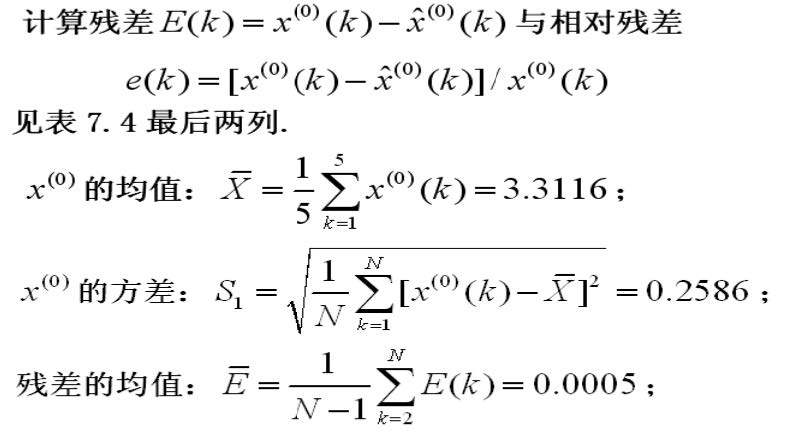 计算残差 E(k) = x⁽⁰⁾(k) − x̂⁽⁰⁾(k) 与相对残差
e(k) = [x⁽⁰⁾(k) − x̂⁽⁰⁾(k)] / x⁽⁰⁾(k)
见表 7.4 最后两列.
x⁽⁰⁾ 的均值: X̅ = 1/5 ∑_{k=1}^{5} x⁽⁰⁾(k) = 3.3116;
x⁽⁰⁾ 的方差: S₁ = √(1/N ∑_{k=1}^{N} [x⁽⁰⁾(k) − X̅]²) = 0.2586;
残差的均值: E̅ = 1/(N−1) ∑_{k=2}^{N} E(k) = 0.0005;